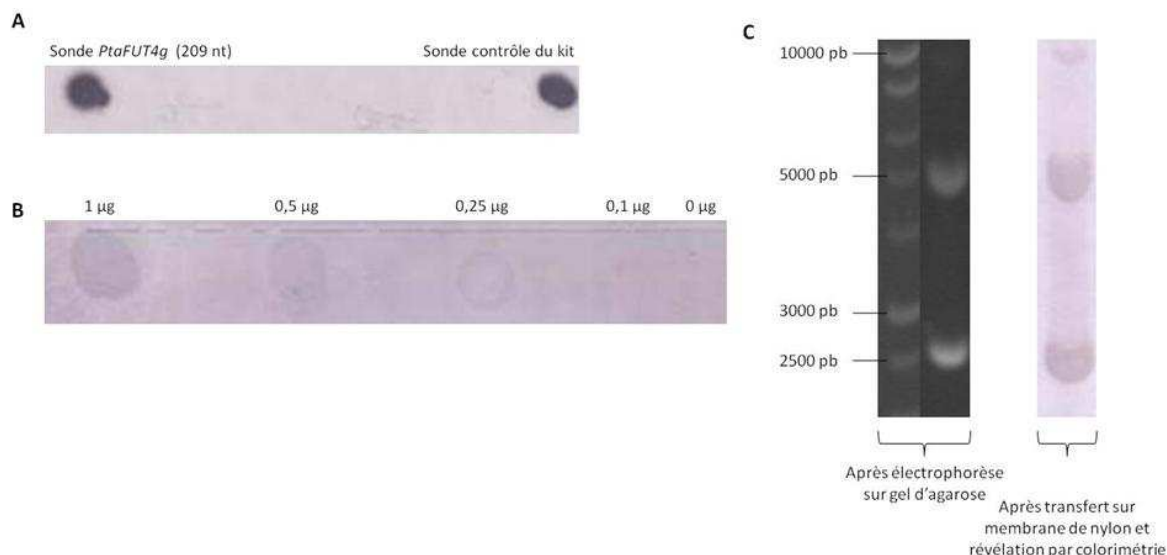 A
Sonde PtaFUT4g (209 nt)
Sonde contrôle du kit
B
1 µg
0,5 µg
0,25 µg
0,1 µg
0 µg
C
10000 pb
5000 pb
3000 pb
2500 pb
Après électrophorèse
sur gel d'agarose
Après transfert sur
membrane de nylon et
révélation par colorimétrie